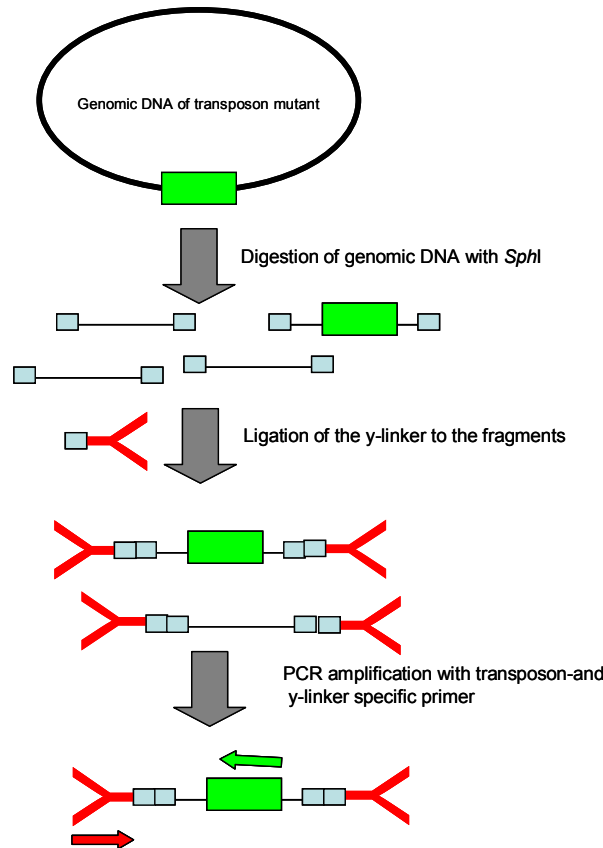 Genomic DNA of transposon mutant
Digestion of genomic DNA with SphI
Ligation of the y-linker to the fragments
PCR amplification with transposon-and
y-linker specific primer